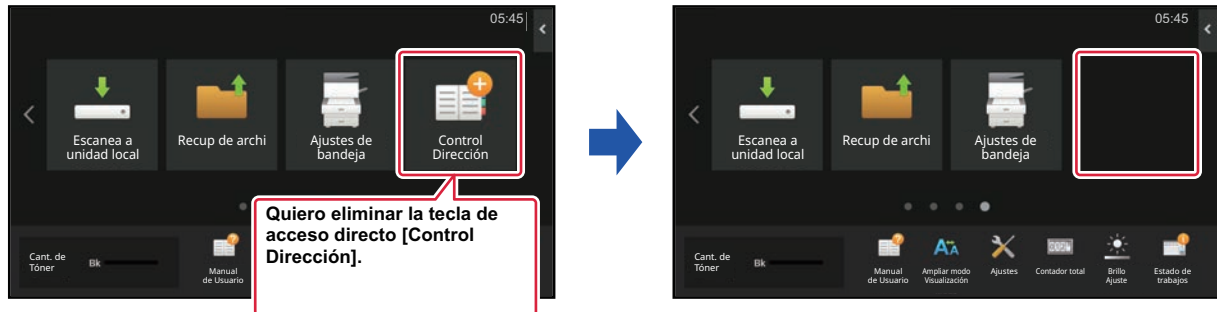 05:45
Escanea a
unidad local
Recup de archi
Ajustes de
bandeja
Control
Dirección
Quiero eliminar la tecla de
acceso directo [Control
Dirección].
Cant. de
Tóner
Bk
Manual
de Usuario
05:45
Escanea a
unidad local
Recup de archi
Ajustes de
bandeja
Cant. de
Tóner
Bk
Manual
de Usuario
Ampliar modo
Visualización
Ajustes
Contador total
Brillo
Ajuste
Estado de
trabajos